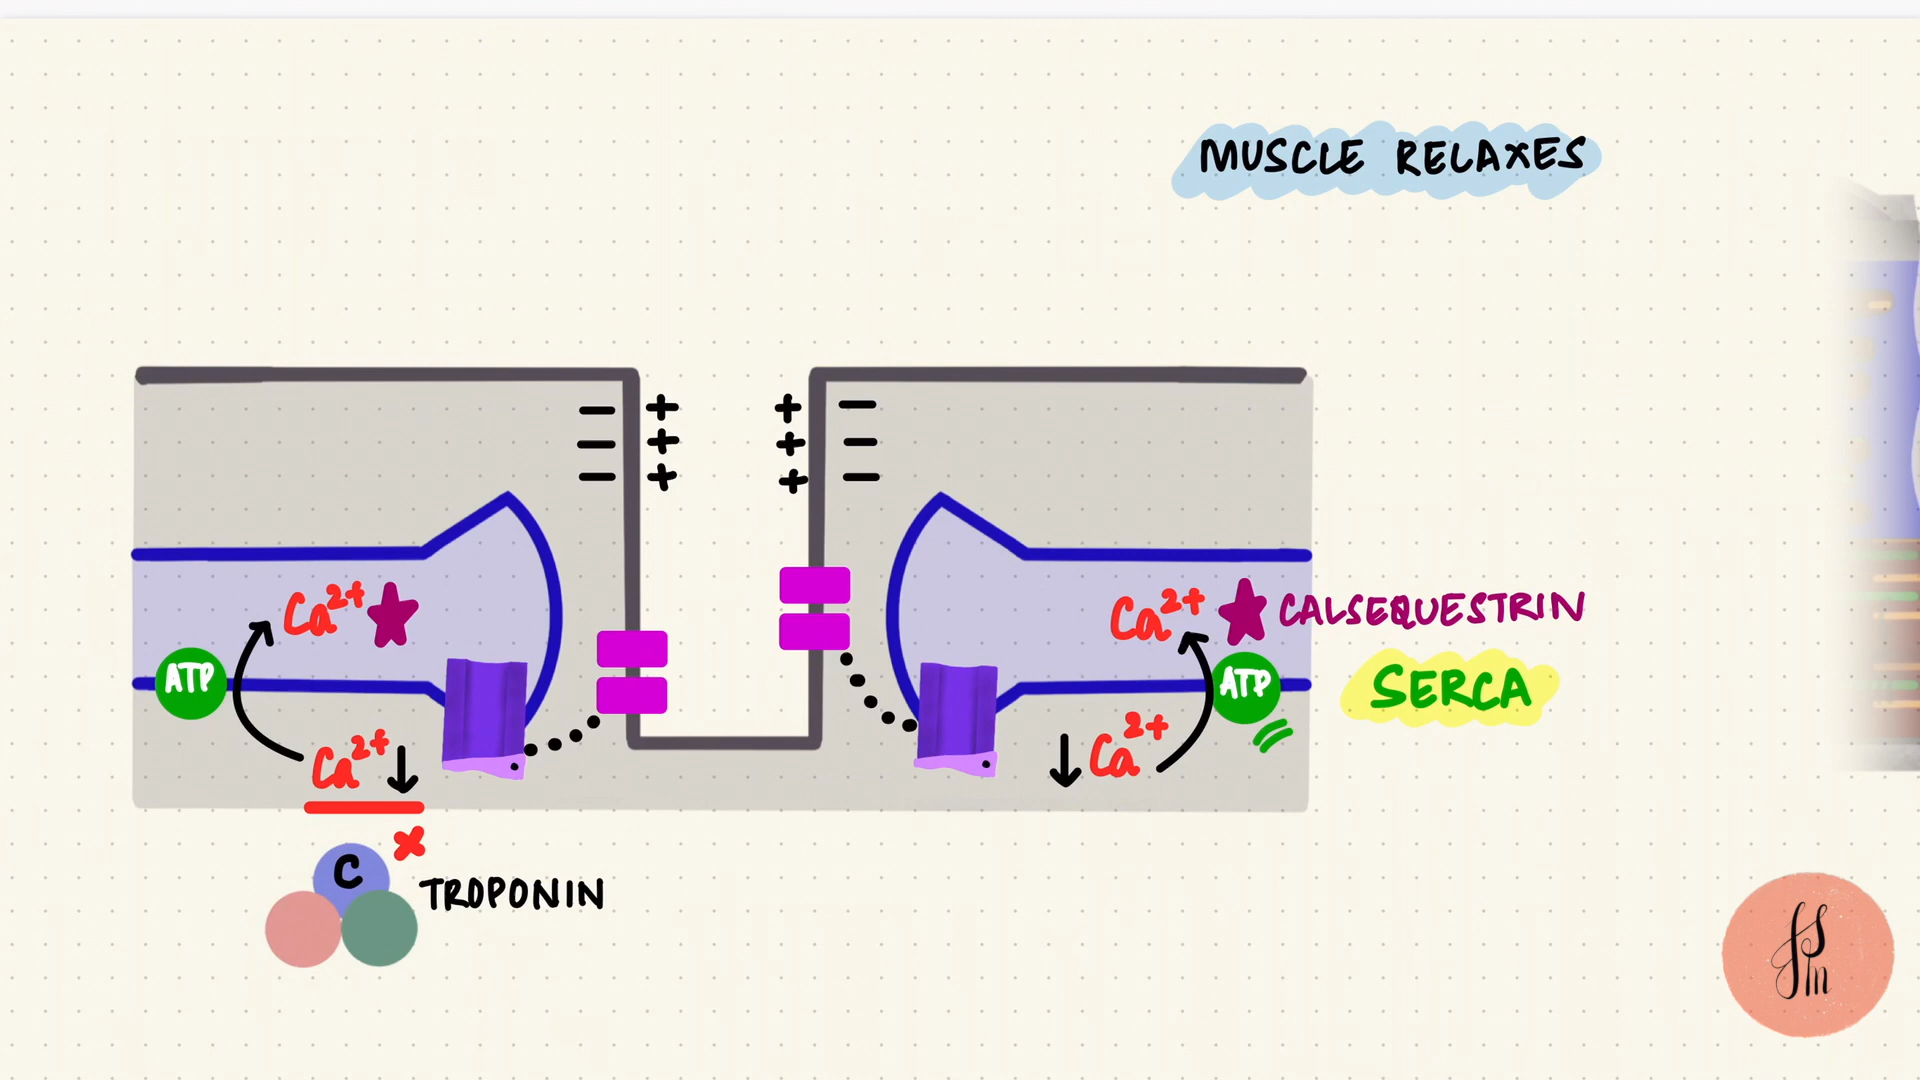 MUSCLE RELAXES
− + + −
− + + −
− + + −
Ca²⁺
Ca²⁺
CALSEQUESTRIN
ATP
ATP
SERCA
Ca²⁺ ↓
↓ Ca²⁺
C
TROPONIN